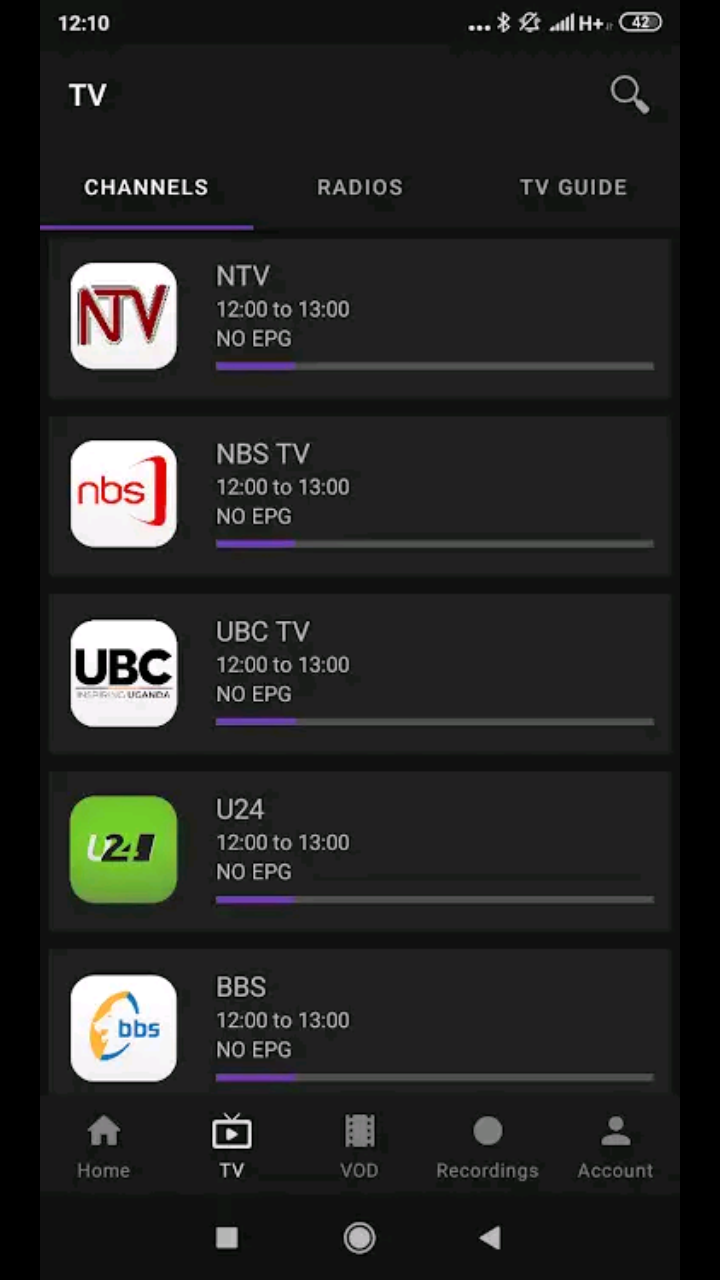 12:10
H+
42
TV
CHANNELS
RADIOS
TV GUIDE
NTV
NTV
12:00 to 13:00
NO EPG
nbs
NBS TV
12:00 to 13:00
NO EPG
UBC
INSPIRING UGANDA
UBC TV
12:00 to 13:00
NO EPG
U24
U24
12:00 to 13:00
NO EPG
bbs
BBS
12:00 to 13:00
NO EPG
Home
TV
VOD
Recordings
Account